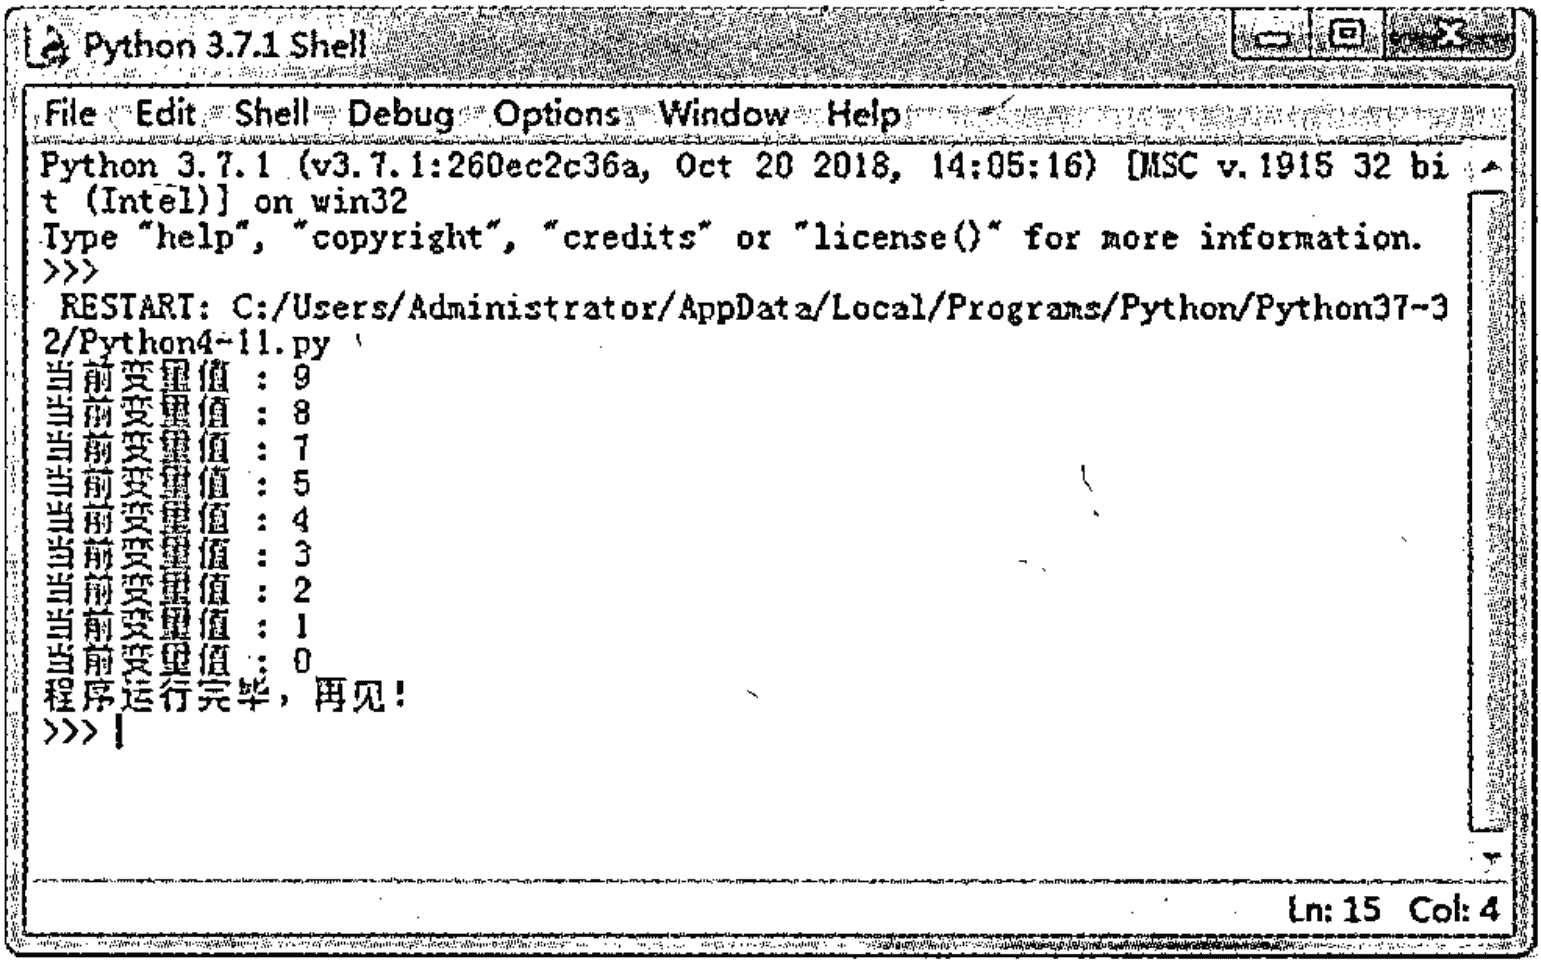 Python 3.7.1 Shell
File Edit Shell Debug Options Window Help
Python 3.7.1 (v3.7.1:260ec2c36a, Oct 20 2018, 14:05:16) [MSC v.1915 32 bi
t (Intel)] on win32
Type "help", "copyright", "credits" or "license()" for more information.
>>>
RESTART: C:/Users/Administrator/AppData/Local/Programs/Python/Python37-3
2/Python4-11.py
当前变量值 : 9
当前变量值 : 8
当前变量值 : 7
当前变量值 : 5
当前变量值 : 4
当前变量值 : 3
当前变量值 : 2
当前变量值 : 1
当前变量值 : 0
程序运行完毕，再见!
>>>
Ln: 15 Col: 4